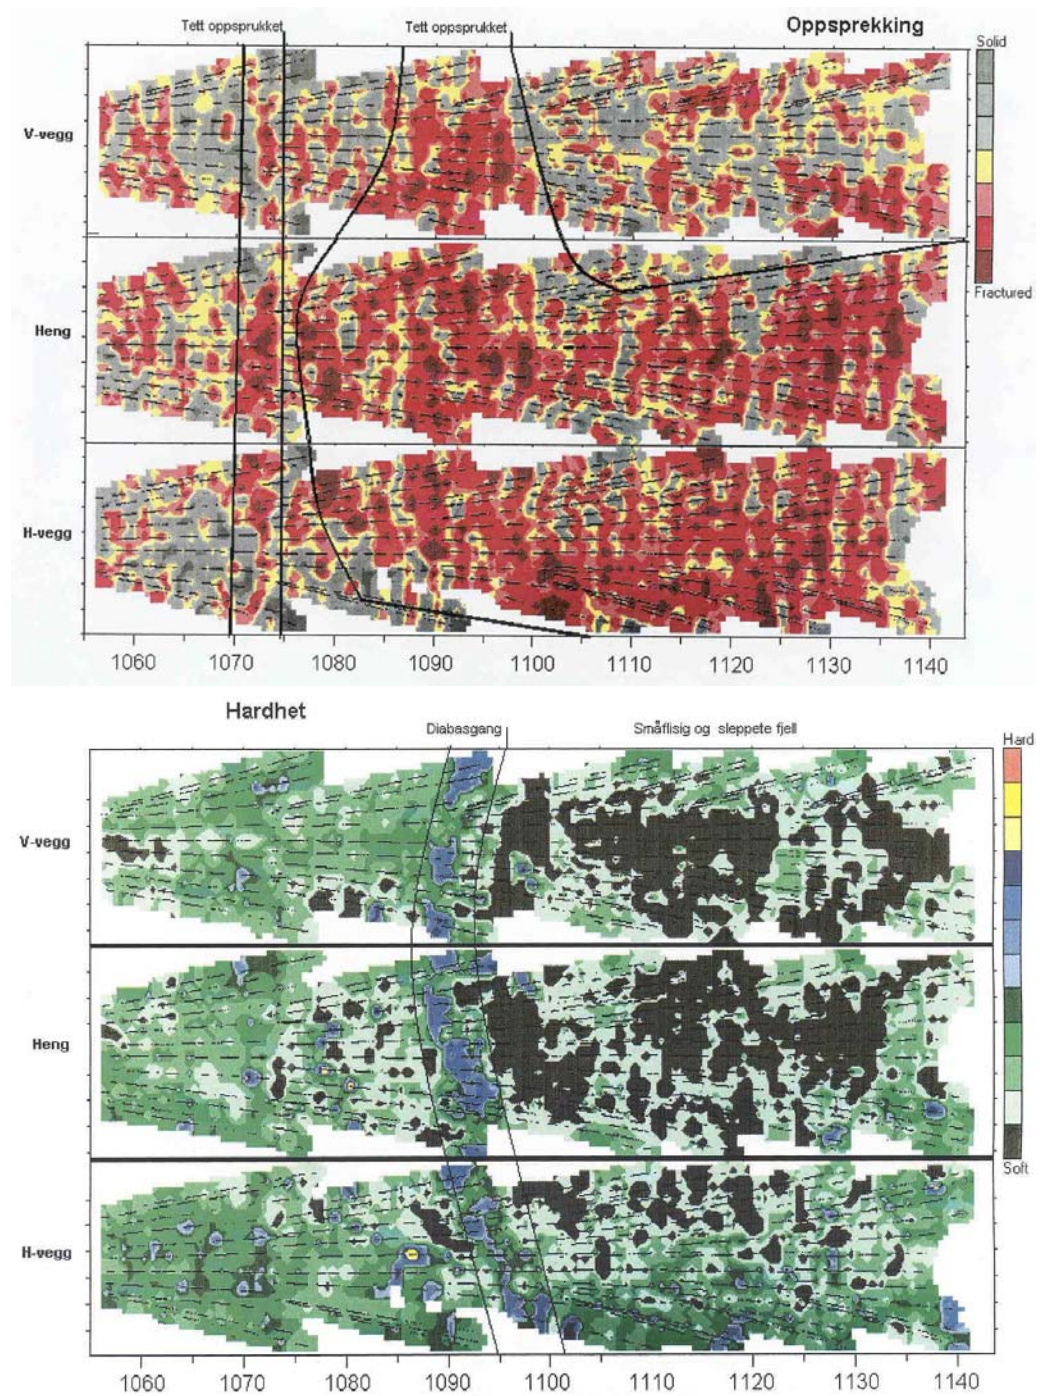 Oppsprekking
Tett oppsprukket
Tett oppsprukket
Solid
V-vegg
Heng
Fractured
H-vegg
1060 1070 1080 1090 1100 1110 1120 1130 1140
Hardhet
Diabasgang
Småflisig og sleppete fjell
Hard
V-vegg
Heng
Soft
H-vegg
1060 1070 1080 1090 1100 1110 1120 1130 1140